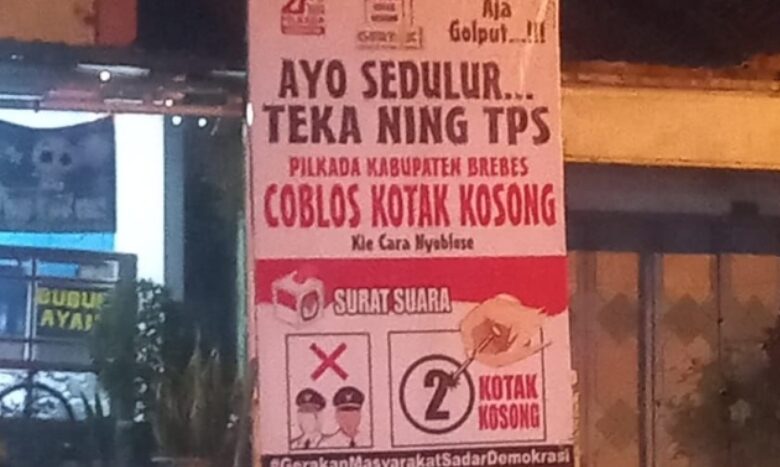 PILKADA
Aja
Golput....!!!
AYO SEDULUR...
TEKA NING TPS
PILKADA KABUPATEN BREBES
COBLOS KOTAK KOSONG
Kie Cara Nyoblose
SURAT SUARA
2
KOTAK
KOSONG
#GerakanMasyarakatSadarDemokrasi
BUBUR
AYAM